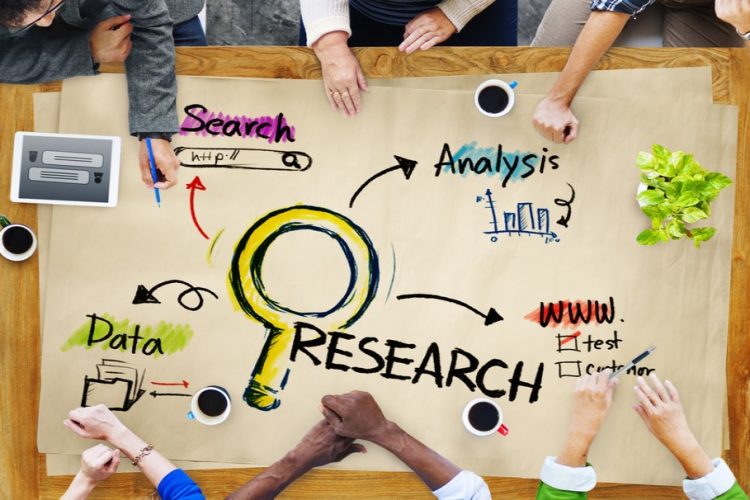 Search
http://
Analysis
Data
RESEARCH
WWW.
test